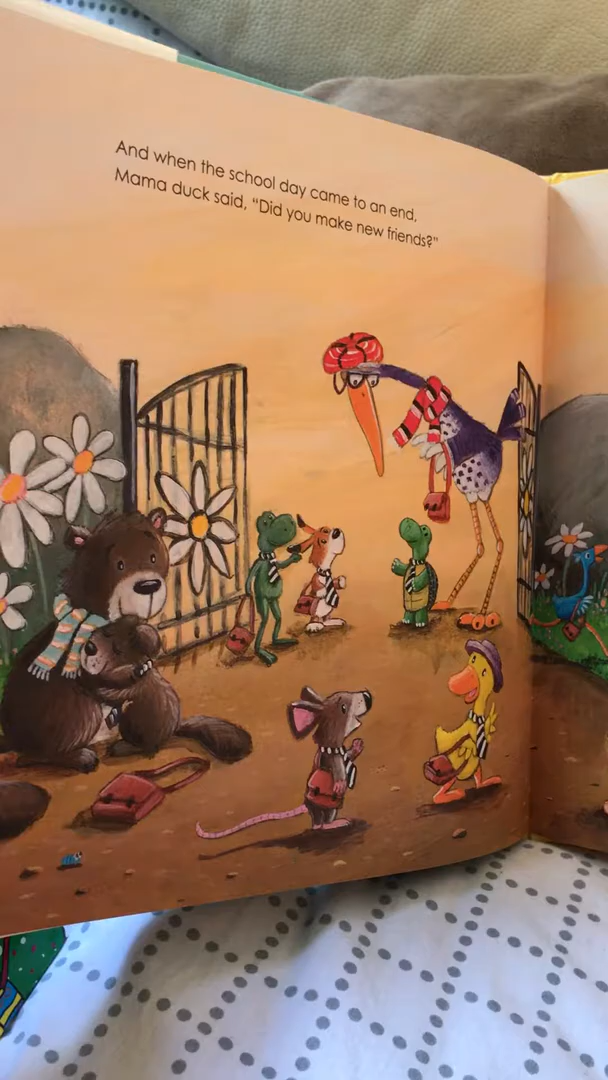 And when the school day came to an end,
Mama duck said, “Did you make new friends?”